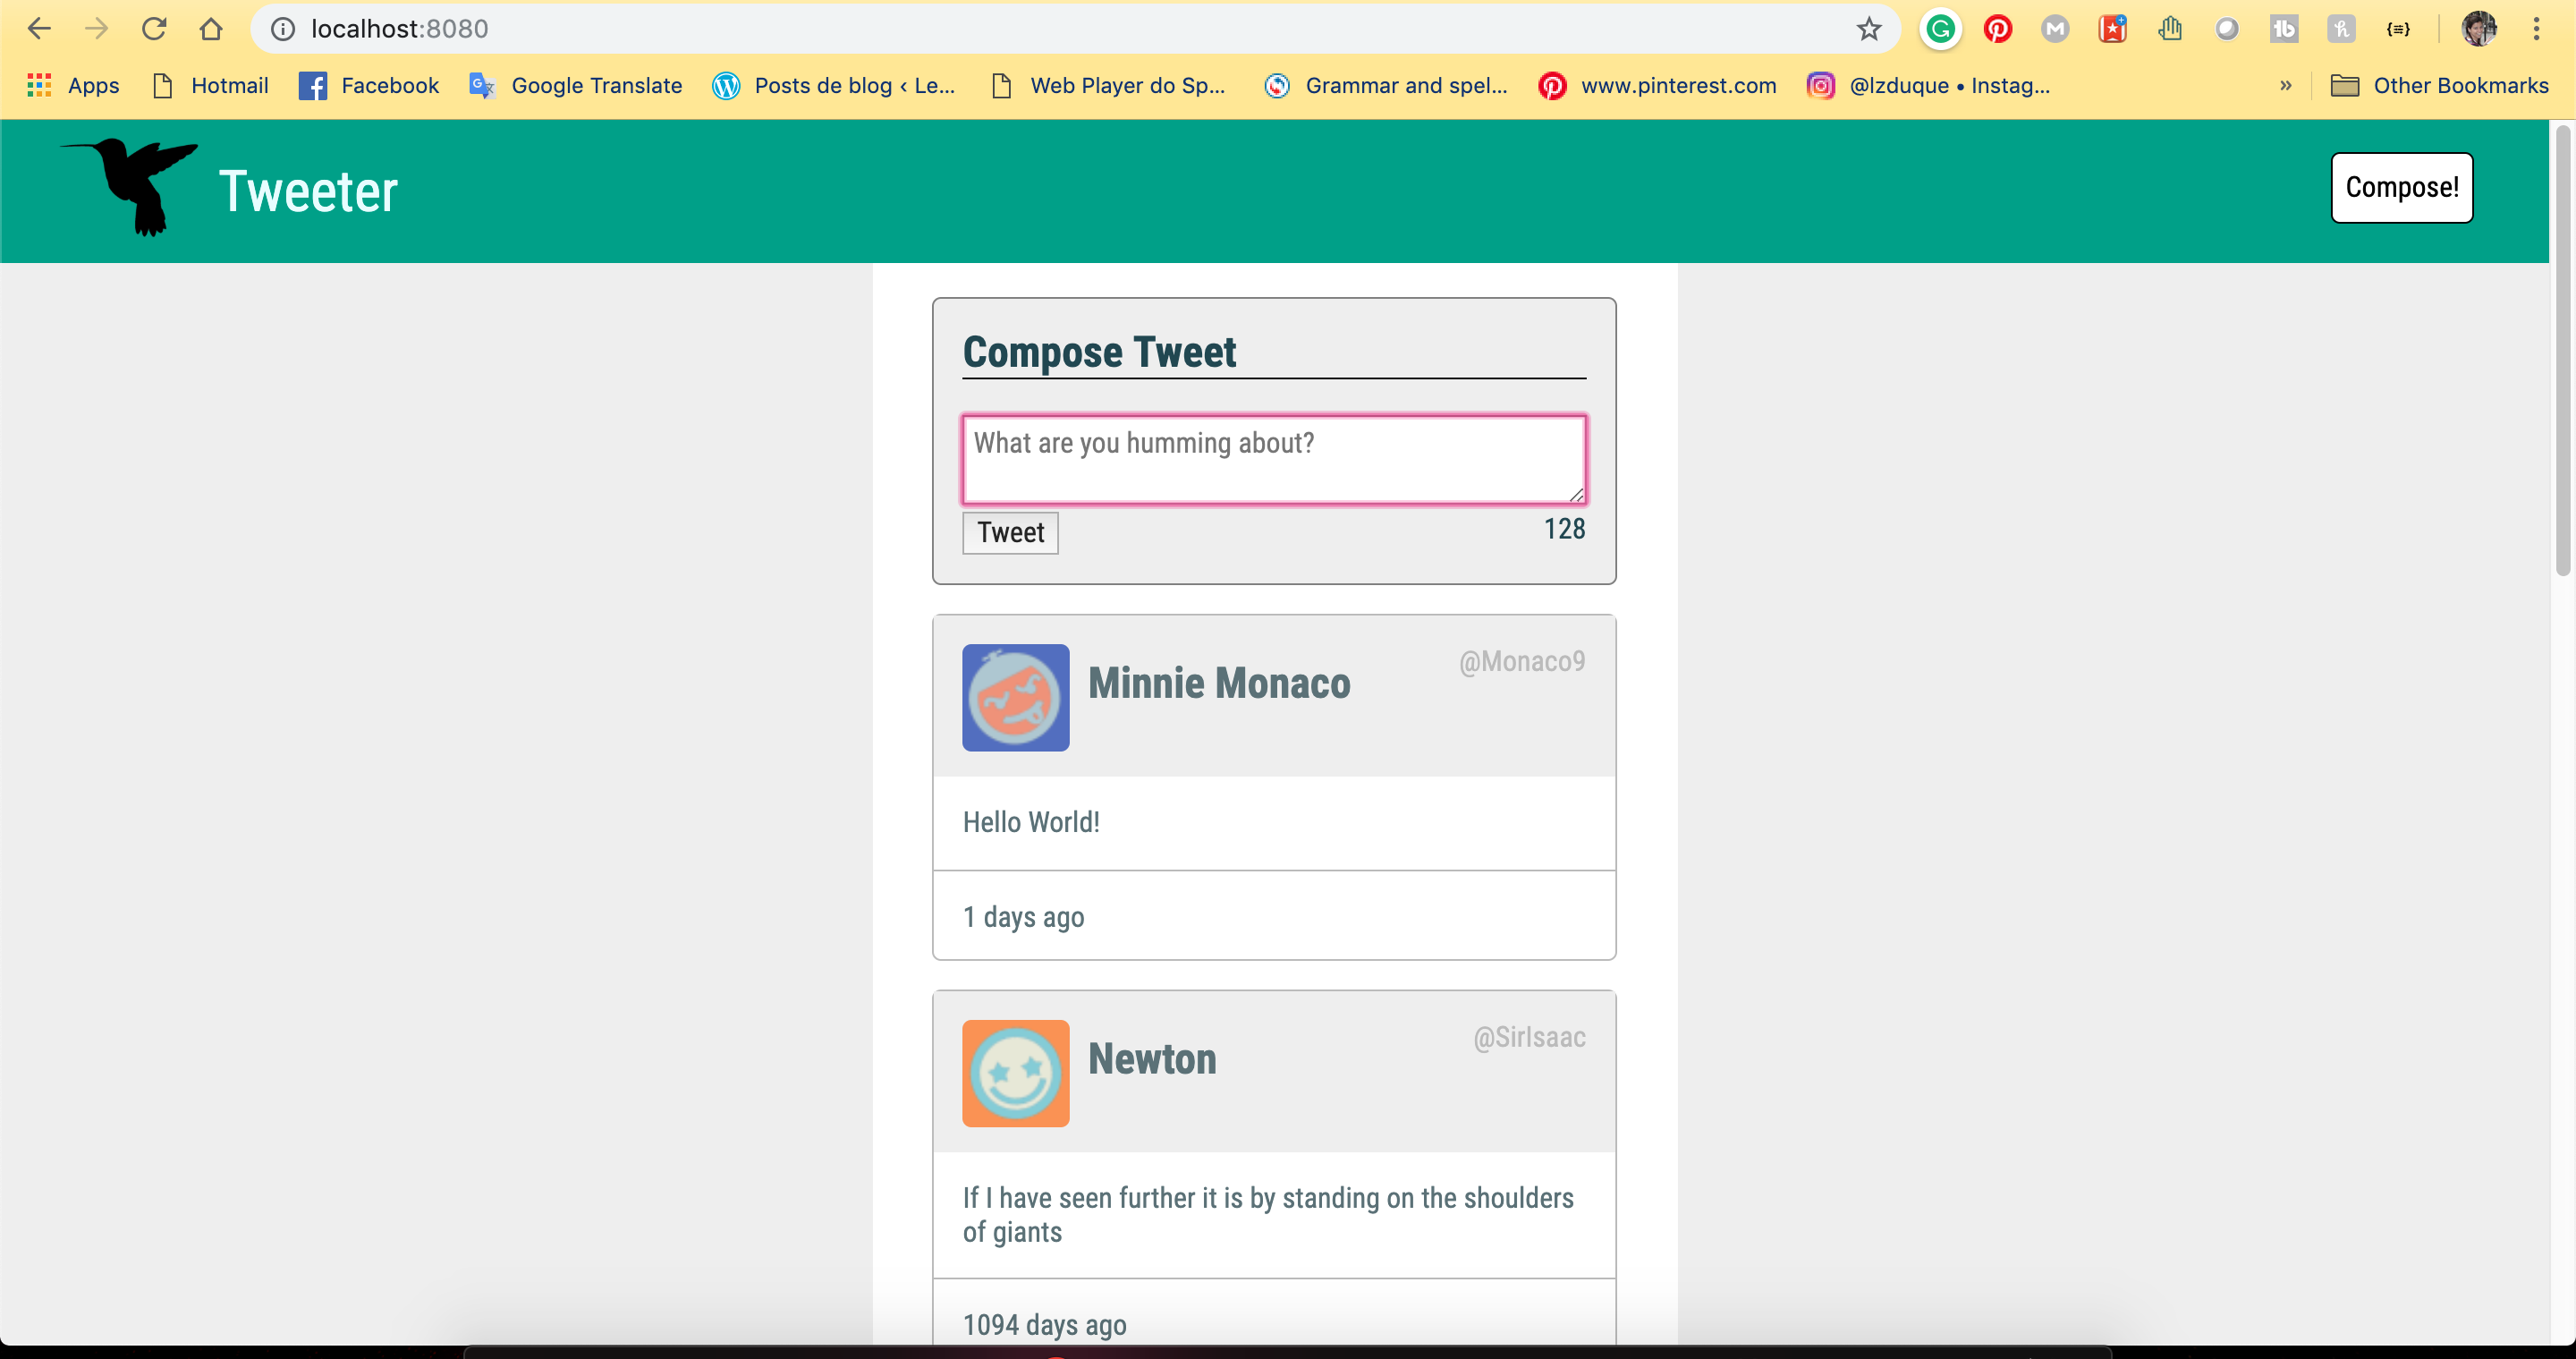 localhost:8080
Apps Hotmail Facebook Google Translate Posts de blog ‹ Le... Web Player do Sp... Grammar and spel... www.pinterest.com @lzduque • Instag... » Other Bookmarks
Tweeter
Compose!
Compose Tweet
What are you humming about?
Tweet 128
Minnie Monaco @Monaco9
Hello World!
1 days ago
Newton @SirIsaac
If I have seen further it is by standing on the shoulders
of giants
1094 days ago